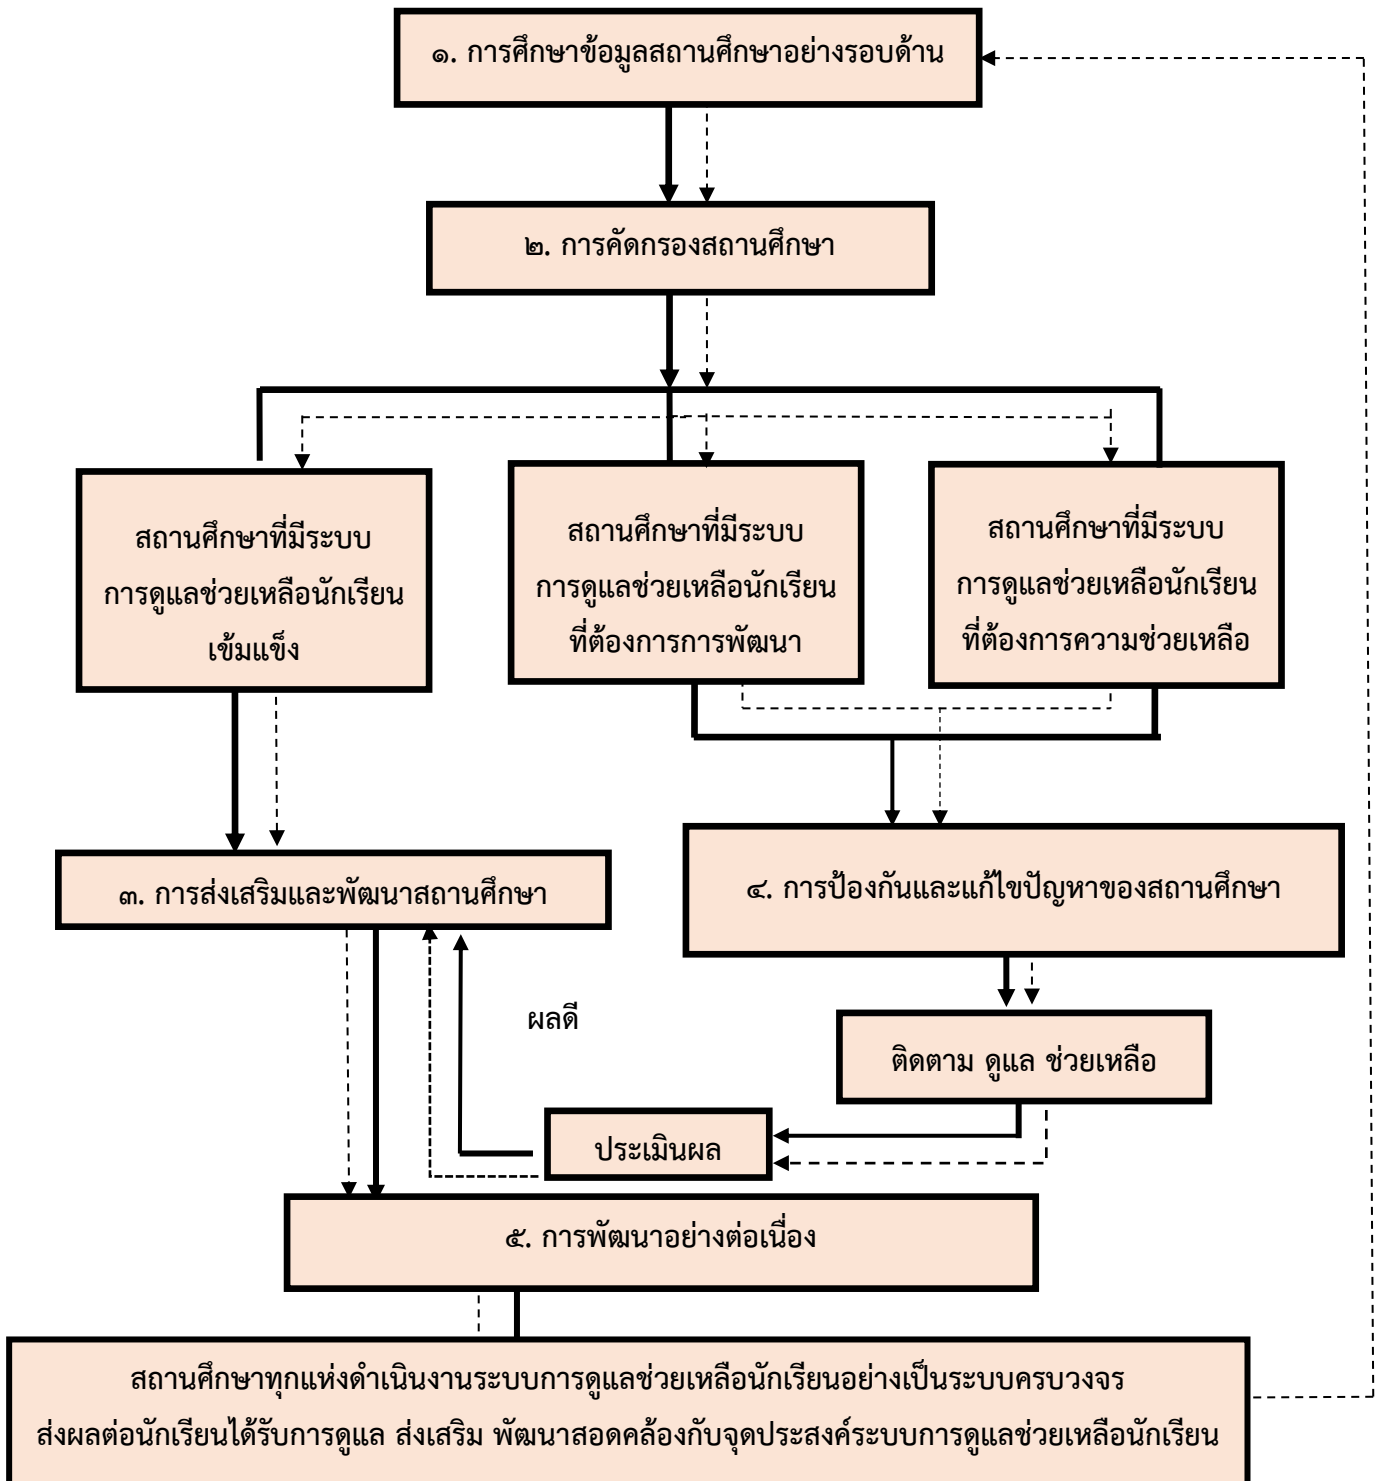 ๑. การศึกษาข้อมูลสถานศึกษาอย่างรอบด้าน
๒. การคัดกรองสถานศึกษา
สถานศึกษาที่มีระบบ
การดูแลช่วยเหลือนักเรียน
เข้มแข็ง
สถานศึกษาที่มีระบบ
การดูแลช่วยเหลือนักเรียน
ที่ต้องการการพัฒนา
สถานศึกษาที่มีระบบ
การดูแลช่วยเหลือนักเรียน
ที่ต้องการความช่วยเหลือ
๓. การส่งเสริมและพัฒนาสถานศึกษา
๔. การป้องกันและแก้ไขปัญหาของสถานศึกษา
ผลดี
ติดตาม ดูแล ช่วยเหลือ
ประเมินผล
๕. การพัฒนาอย่างต่อเนื่อง
สถานศึกษาทุกแห่งดำเนินงานระบบการดูแลช่วยเหลือนักเรียนอย่างเป็นระบบครบวงจร
ส่งผลต่อนักเรียนได้รับการดูแล ส่งเสริม พัฒนาสอดคล้องกับจุดประสงค์ระบบการดูแลช่วยเหลือนักเรียน